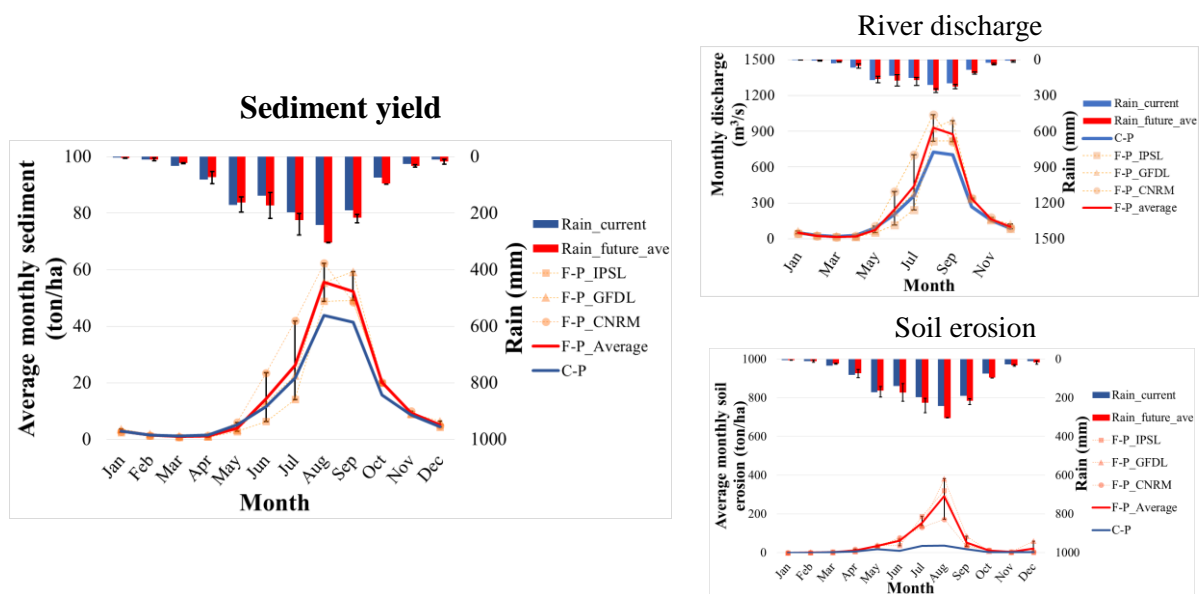 Sediment yield
Average monthly sediment
(ton/ha)
100
80
60
40
20
0
0
200
400
600
800
1000
Rain (mm)
Jan
Feb
Mar
Apr
May
Jun
Jul
Aug
Sep
Oct
Nov
Dec
Month
Rain_current
Rain_future_ave
F-P_IPSL
F-P_GFDL
F-P_CNRM
F-P_Average
C-P
River discharge
Monthly discharge
(m³/s)
1500
1200
900
600
300
0
0
300
600
900
1200
1500
Rain (mm)
Jan
Mar
May
Jul
Sep
Nov
Month
Rain_current
Rain_future_ave
C-P
F-P_IPSL
F-P_GFDL
F-P_CNRM
F-P_average
Soil erosion
Average monthly soil
erosion (ton/ha)
1000
800
600
400
200
0
0
200
400
600
800
1000
Rain (mm)
Jan
Feb
Mar
Apr
May
Jun
Jul
Aug
Sep
Oct
Nov
Dec
Month
Rain_current
Rain_future_ave
F-P_IPSL
F-P_GFDL
F-P_CNRM
F-P_Average
C-P